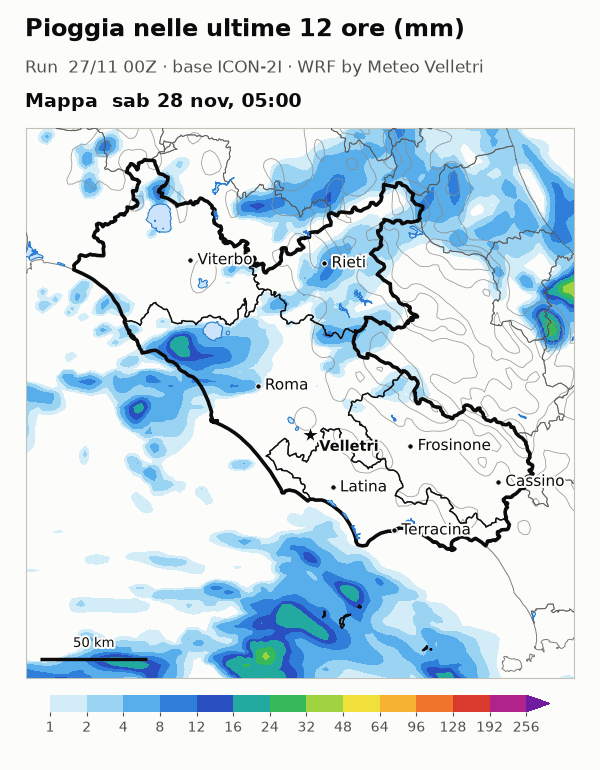 Pioggia nelle ultime 12 ore (mm)
Run 27/11 00Z · base ICON-2I · WRF by Meteo Velletri
Mappa sab 28 nov, 05:00
Viterbo
Rieti
Roma
Velletri
Frosinone
Latina
Cassino
Terracina
50 km
1 2 4 8 12 16 24 32 48 64 96 128 192 256